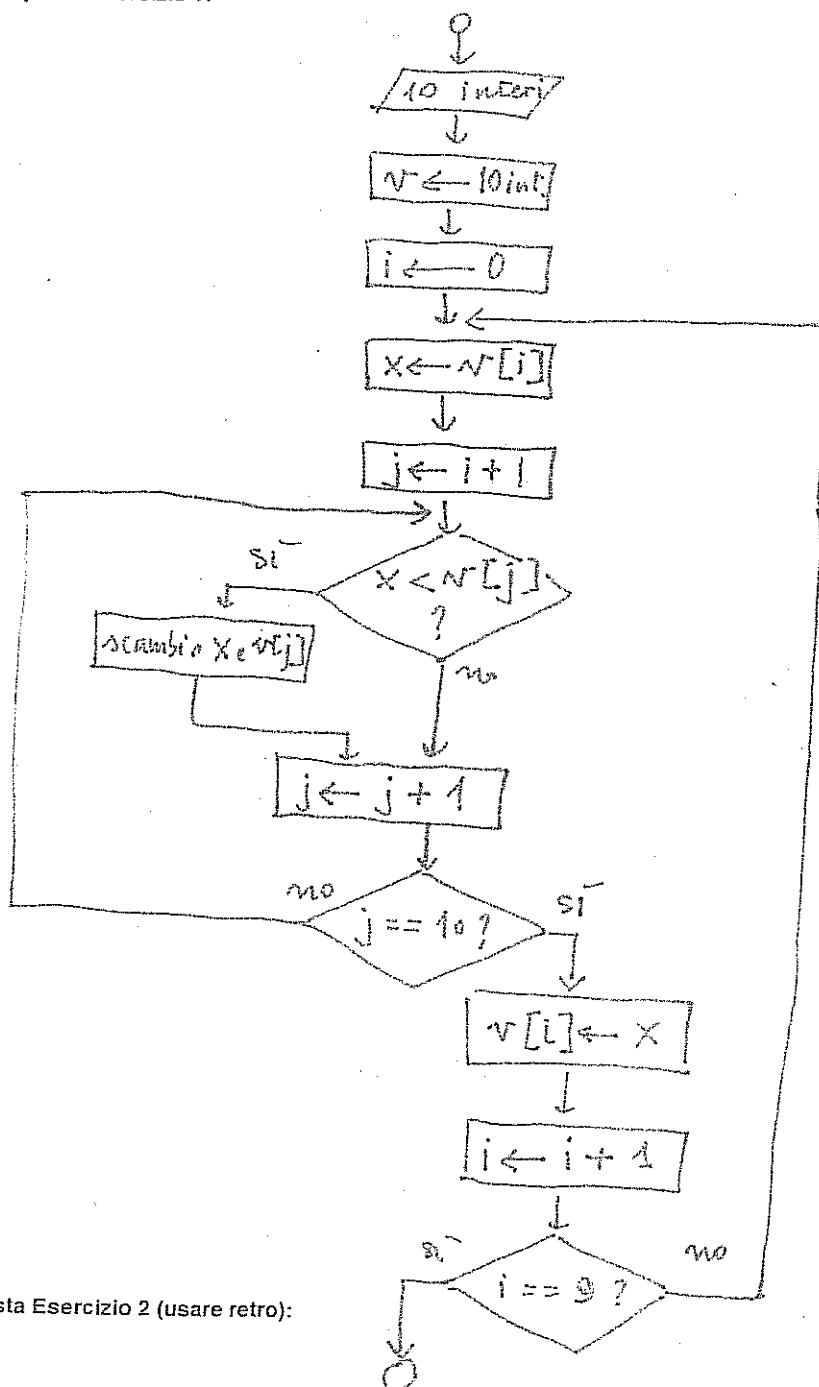 10 interi
v ← 10 int
i ← 0
x ← v[i]
j ← i + 1
sì
x < v[j]
?
scambio x e v[j]
no
j ← j + 1
no
j == 10 ?
sì
v[i] ← x
i ← i + 1
sì
no
i == 9 ?
sta Esercizio 2 (usare retro):